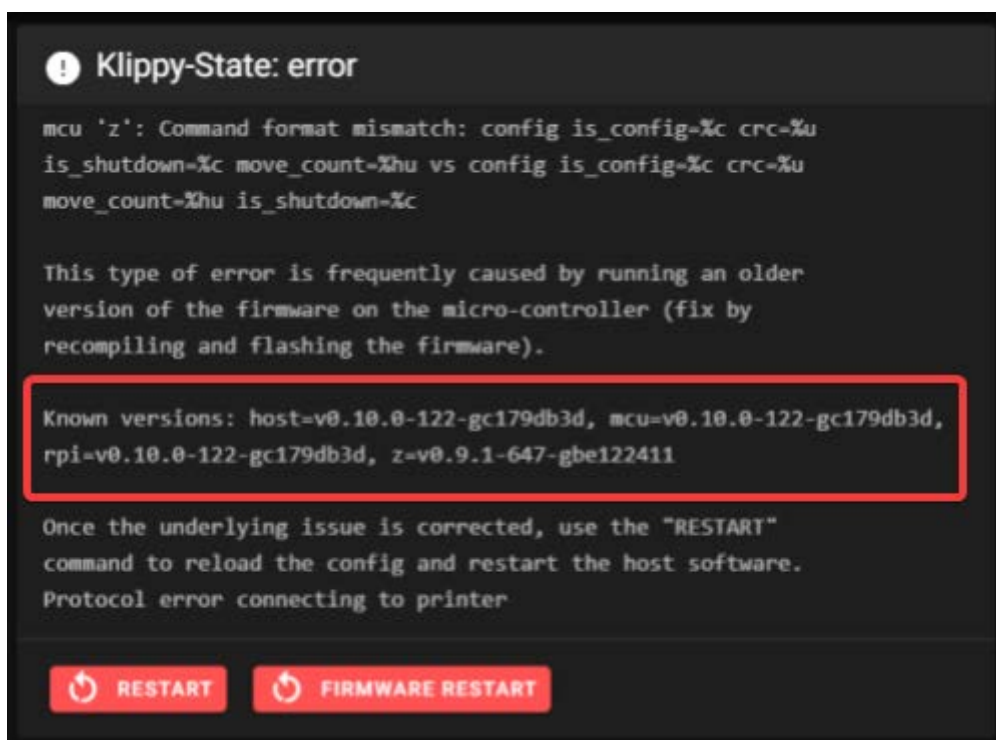 Klippy-State: error
mcu 'z': Command format mismatch: config is_config=%c crc=%u
is_shutdown=%c move_count=%hu vs config is_config=%c crc=%u
move_count=%hu is_shutdown=%c
This type of error is frequently caused by running an older
version of the firmware on the micro-controller (fix by
recompiling and flashing the firmware).
Known versions: host=v0.10.0-122-gc179db3d, mcu=v0.10.0-122-gc179db3d,
rpi=v0.10.0-122-gc179db3d, z=v0.9.1-647-gbe122411
Once the underlying issue is corrected, use the "RESTART"
command to reload the config and restart the host software.
Protocol error connecting to printer
RESTART FIRMWARE RESTART